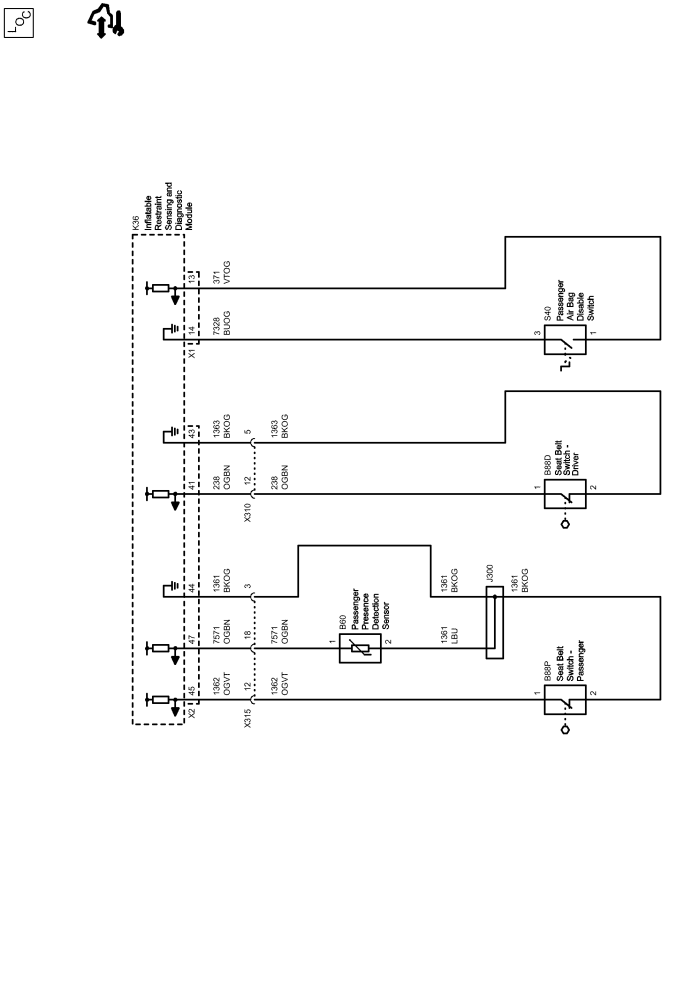 LOC
K36
Inflatable
Restraint
Sensing and
Diagnostic
Module
X2
45
47
44
41
43
X1
14
13
1362
OGVT
7571
OGBN
1361
BKOG
238
OGBN
1363
BKOG
7328
BUOG
371
VTOG
X315
12
18
3
X310
12
5
1362
OGVT
7571
OGBN
238
OGBN
1363
BKOG
1
B60
Passenger
Presence
Detection
Sensor
2
1361
LBU
1361
BKOG
J300
1361
BKOG
1
B88P
Seat Belt
Switch -
Passenger
2
1
B88D
Seat Belt
Switch -
Driver
2
3
S40
Passenger
Air Bag
Disable
Switch
1